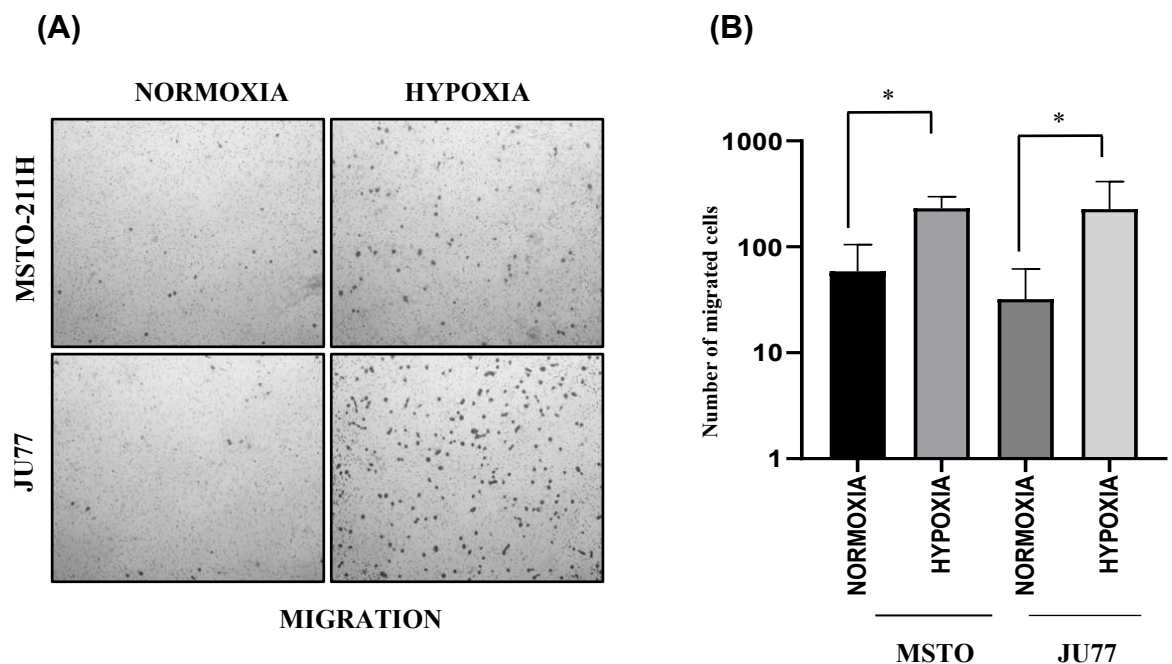 (A)
NORMOXIA HYPOXIA
MSTO-211H
JU77
MIGRATION
(B)
Number of migrated cells
1000
100
10
1
*
*
NORMOXIA
HYPOXIA
NORMOXIA
HYPOXIA
MSTO JU77